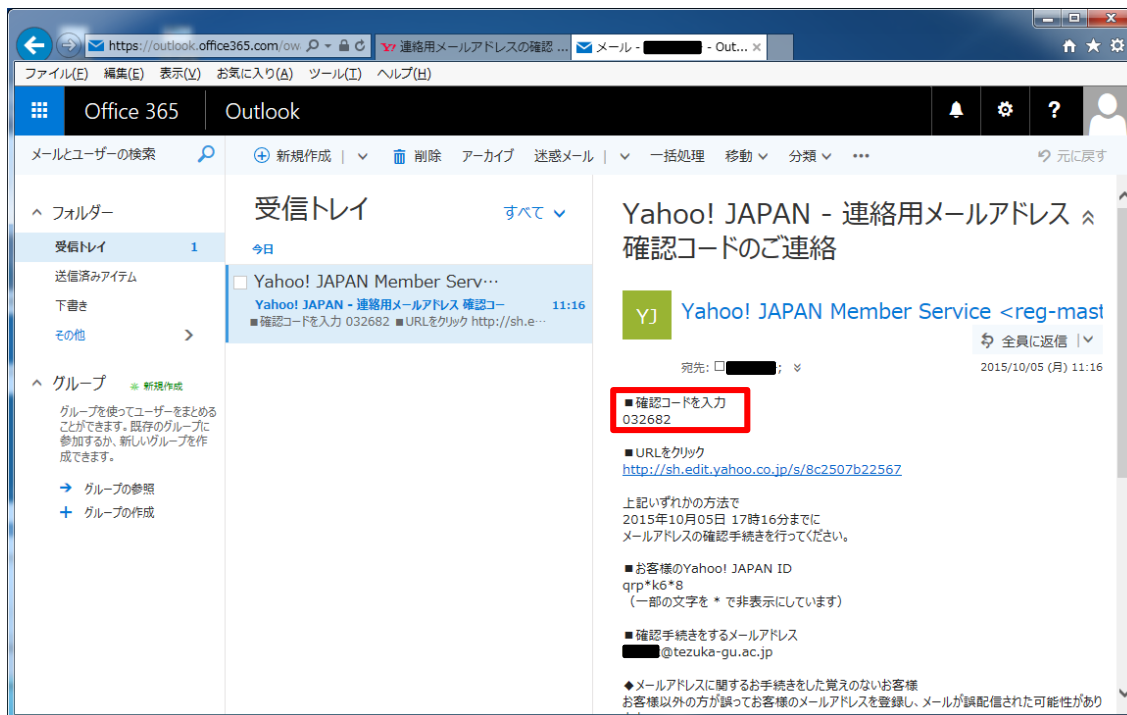 https://outlook.office365.com/ow
連絡用メールアドレスの確認 ...
メール - - Out... ×
ファイル(F) 編集(E) 表示(V) お気に入り(A) ツール(T) ヘルプ(H)
Office 365 Outlook ?
メールとユーザーの検索
新規作成 | 削除 アーカイブ 迷惑メール | 一括処理 移動 分類 ••• 元に戻す
フォルダー
受信トレイ 1
送信済みアイテム
下書き
その他
グループ 新規作成
グループを使ってユーザーをまとめる
ことができます。既存のグループに
参加するか、新しいグループを作
成できます。
→ グループの参照
+ グループの作成
受信トレイ すべて
今日
Yahoo! JAPAN Member Serv…
Yahoo! JAPAN - 連絡用メールアドレス 確認コー 11:16
■確認コードを入力 032682 ■URLをクリック http://sh.e…
Yahoo! JAPAN - 連絡用メールアドレス
確認コードのご連絡
YJ
Yahoo! JAPAN Member Service <reg-mast
全員に返信
宛先: ;
2015/10/05 (月) 11:16
■確認コードを入力
032682
■URLをクリック
http://sh.edit.yahoo.co.jp/s/8c2507b22567
上記いずれかの方法で
2015年10月05日 17時16分までに
メールアドレスの確認手続きを行ってください。
■お客様のYahoo! JAPAN ID
qrp*k6*8
(一部の文字を * で非表示にしています)
■確認手続きをするメールアドレス
@tezuka-gu.ac.jp
◆メールアドレスに関するお手続きをした覚えのないお客様
お客様以外の方が誤ってお客様のメールアドレスを登録し、メールが誤配信された可能性があり